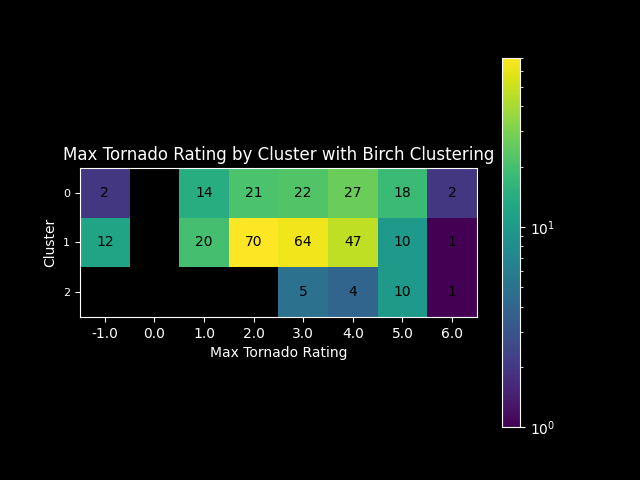 Max Tornado Rating by Cluster with Birch Clustering
Cluster
0 2 14 21 22 27 18 2
1 12 20 70 64 47 10 1
2 5 4 10 1
-1.0 0.0 1.0 2.0 3.0 4.0 5.0 6.0
Max Tornado Rating
10¹
10⁰